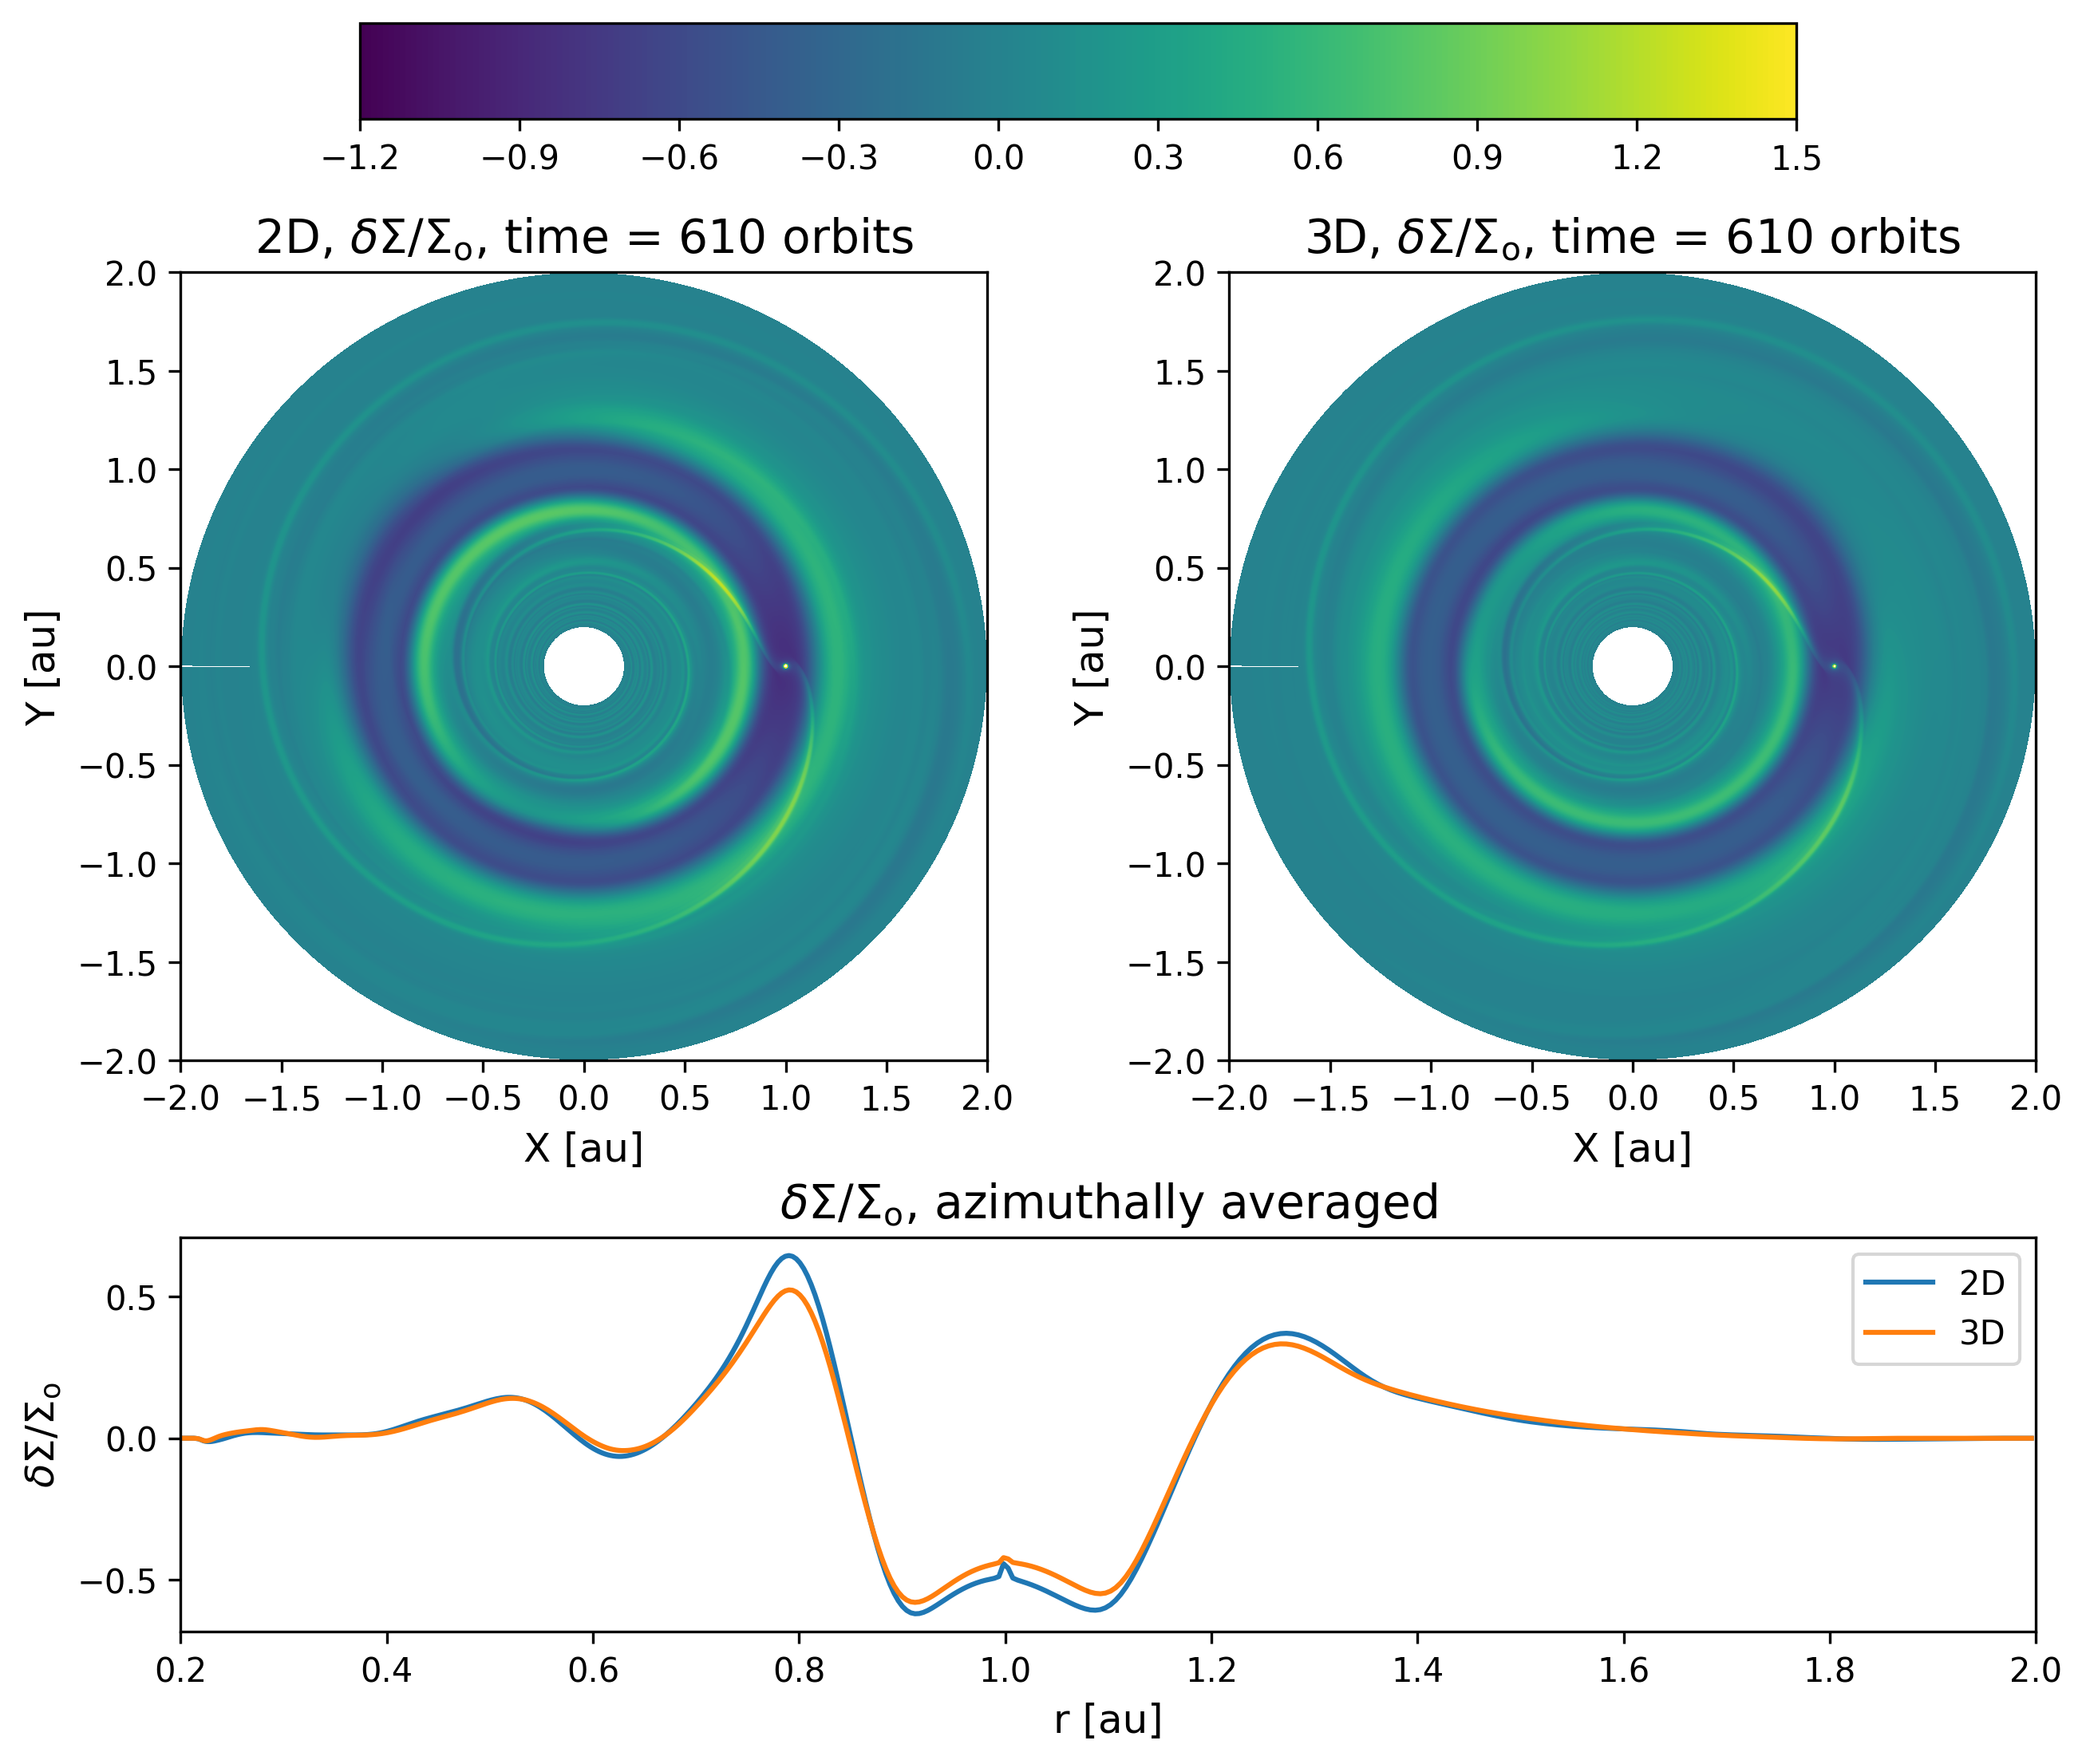 −1.2 −0.9 −0.6 −0.3 0.0 0.3 0.6 0.9 1.2 1.5
2D, δΣ/Σₒ, time = 610 orbits
2.0
1.5
1.0
0.5
0.0
−0.5
−1.0
−1.5
−2.0
Y [au]
−2.0 −1.5 −1.0 −0.5 0.0 0.5 1.0 1.5 2.0
X [au]
3D, δΣ/Σₒ, time = 610 orbits
2.0
1.5
1.0
0.5
0.0
−0.5
−1.0
−1.5
−2.0
Y [au]
−2.0 −1.5 −1.0 −0.5 0.0 0.5 1.0 1.5 2.0
X [au]
δΣ/Σₒ, azimuthally averaged
0.5
0.0
−0.5
δΣ/Σₒ
2D
3D
0.2 0.4 0.6 0.8 1.0 1.2 1.4 1.6 1.8 2.0
r [au]